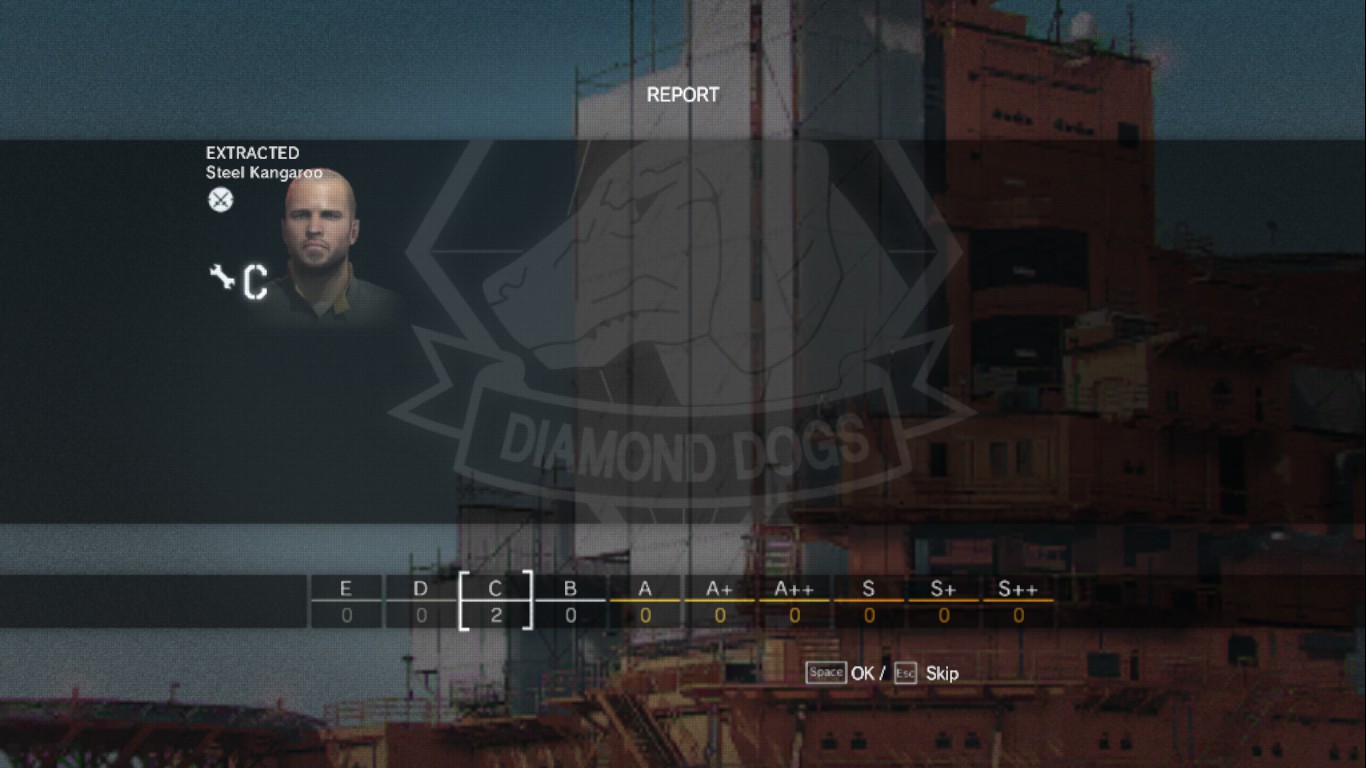 REPORT
EXTRACTED
Steel Kangaroo
C
DIAMOND DOGS
E D C B A A+ A++ S S+ S++
0 0 2 0 0 0 0 0 0 0
Space OK / Esc Skip